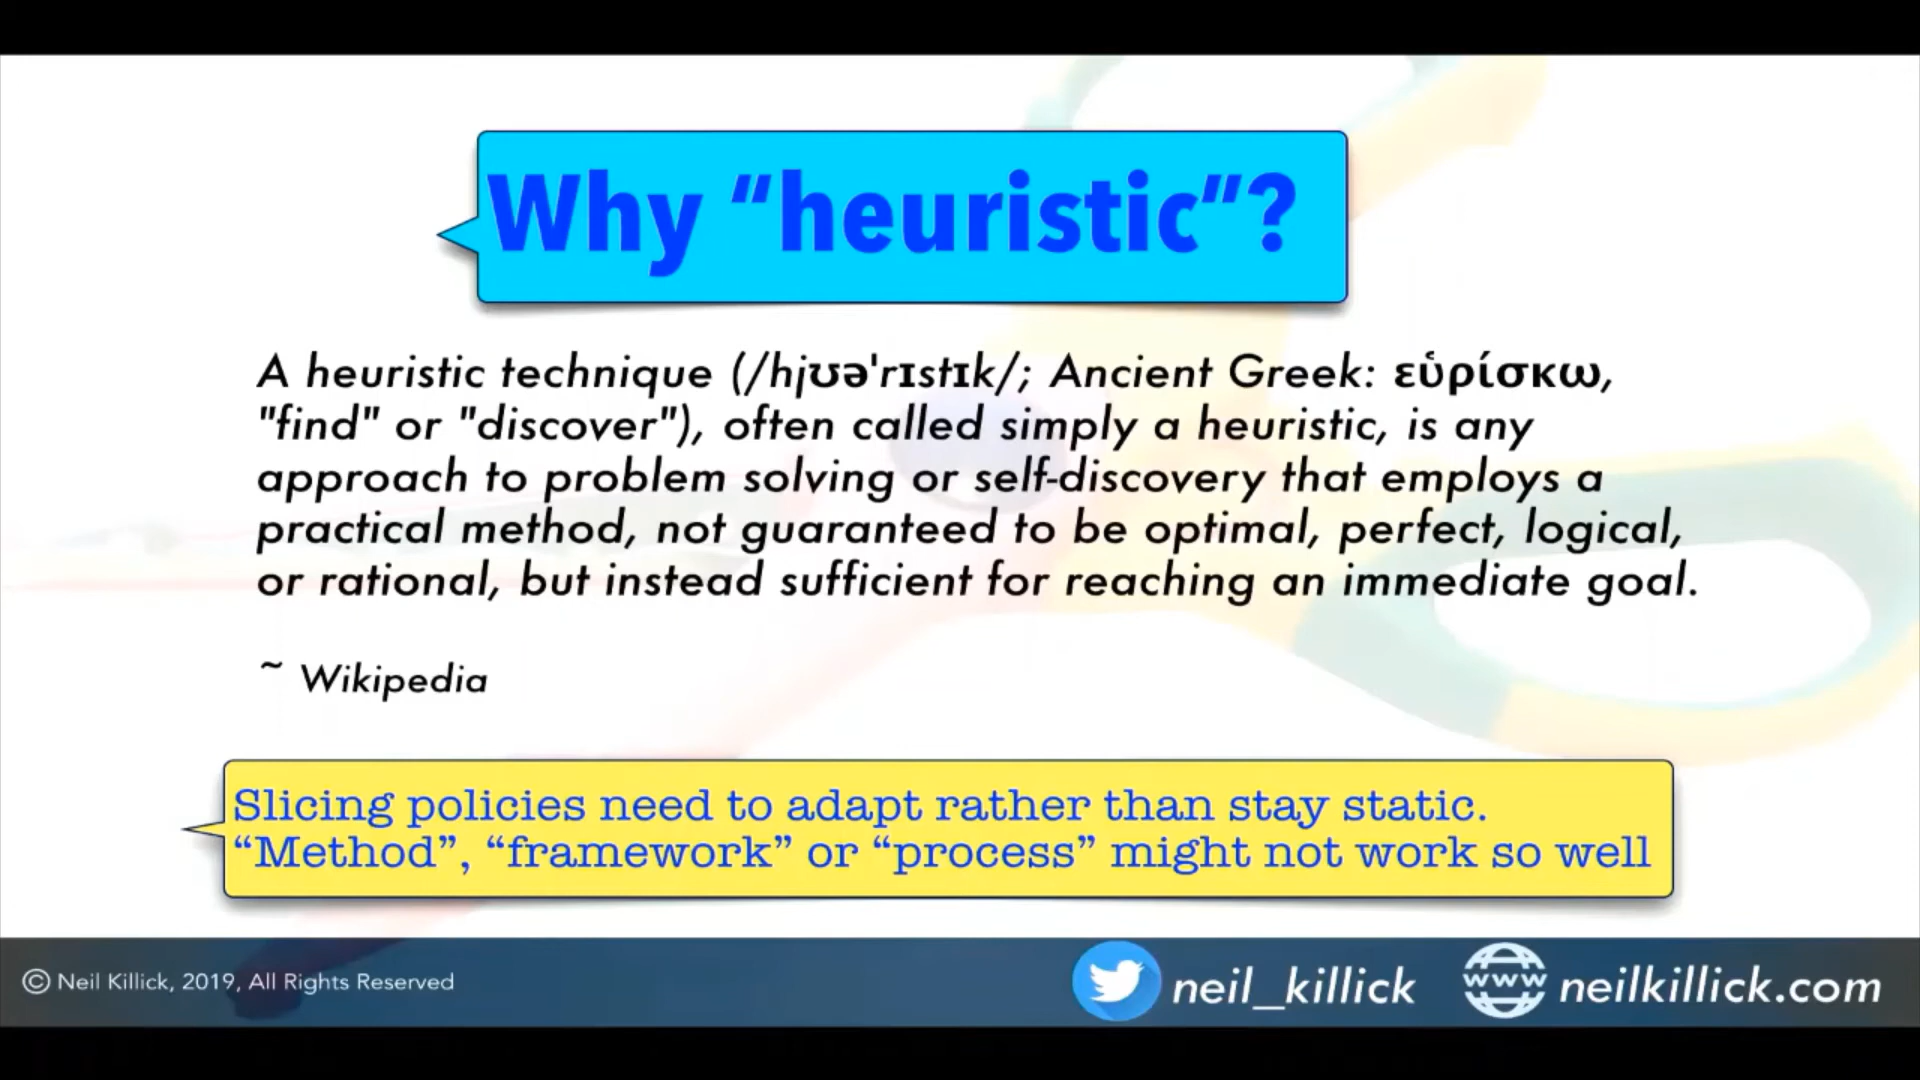 Why “heuristic”?
A heuristic technique (/hjʊəˈrɪstɪk/; Ancient Greek: εὑρίσκω,
"find" or "discover"), often called simply a heuristic, is any
approach to problem solving or self-discovery that employs a
practical method, not guaranteed to be optimal, perfect, logical,
or rational, but instead sufficient for reaching an immediate goal.
~ Wikipedia
Slicing policies need to adapt rather than stay static.
“Method”, “framework” or “process” might not work so well
© Neil Killick, 2019, All Rights Reserved
neil_killick
www neilkillick.com